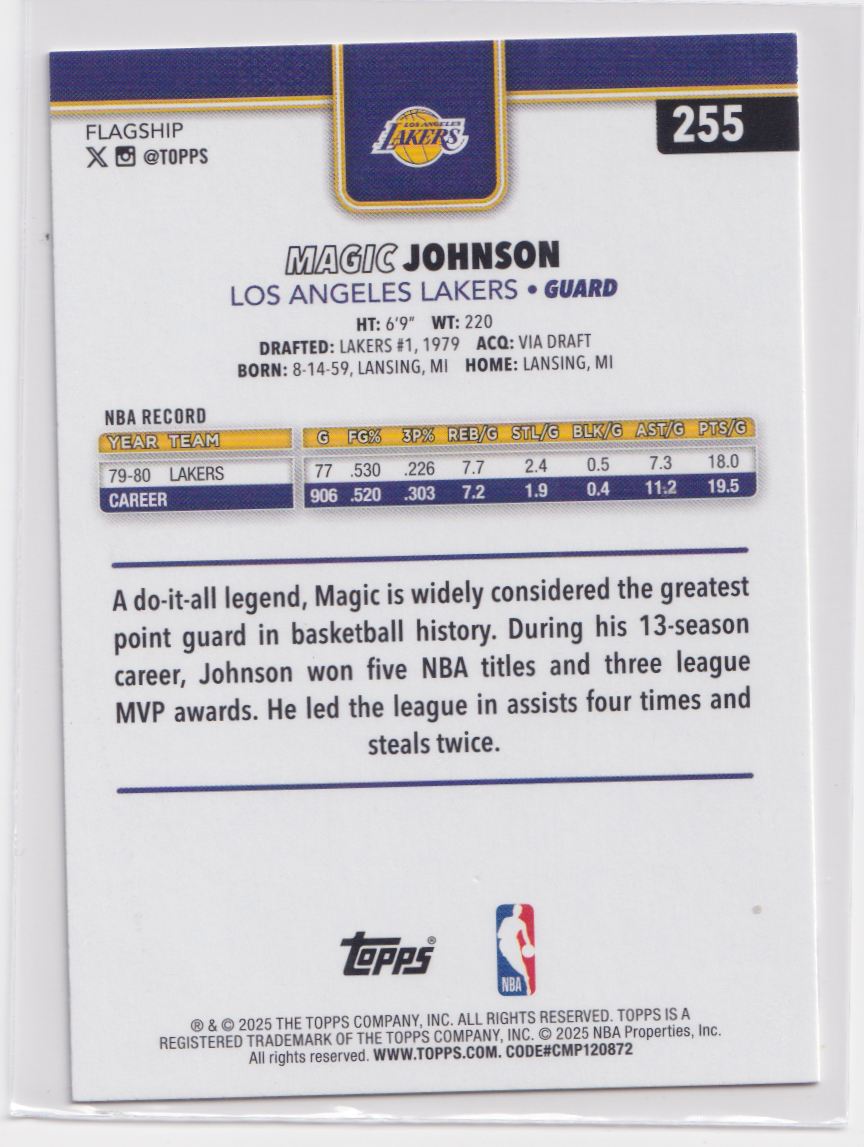 FLAGSHIP
255
X @TOPPS
LOS ANGELES
LAKERS
MAGIC JOHNSON
LOS ANGELES LAKERS • GUARD
HT: 6'9" WT: 220
DRAFTED: LAKERS #1, 1979 ACQ: VIA DRAFT
BORN: 8-14-59, LANSING, MI HOME: LANSING, MI
NBA RECORD
YEAR TEAM G FG% 3P% REB/G STL/G BLK/G AST/G PTS/G
79-80 LAKERS 77 .530 .226 7.7 2.4 0.5 7.3 18.0
CAREER 906 .520 .303 7.2 1.9 0.4 11.2 19.5
A do-it-all legend, Magic is widely considered the greatest
point guard in basketball history. During his 13-season
career, Johnson won five NBA titles and three league
MVP awards. He led the league in assists four times and
steals twice.
topps®
NBA
® & © 2025 THE TOPPS COMPANY, INC. ALL RIGHTS RESERVED. TOPPS IS A
REGISTERED TRADEMARK OF THE TOPPS COMPANY, INC. © 2025 NBA Properties, Inc.
All rights reserved. WWW.TOPPS.COM. CODE#CMP120872